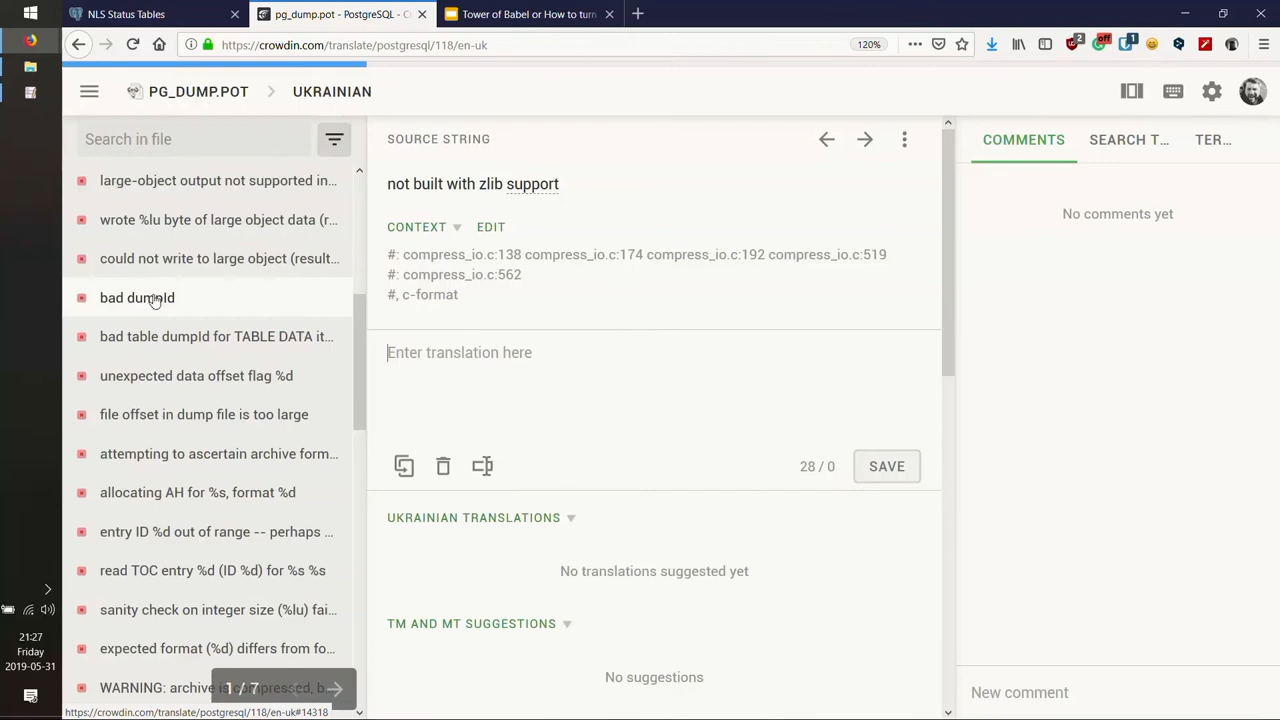 NLS Status Tables
pg_dump.pot - PostgreSQL - C
Tower of Babel or How to turn
https://crowdin.com/translate/postgresql/118/en-uk
120%
2
off
1
PG_DUMP.POT
UKRAINIAN
Search in file
large-object output not supported in...
wrote %lu byte of large object data (r...
could not write to large object (result...
bad dumpId
bad table dumpId for TABLE DATA it...
unexpected data offset flag %d
file offset in dump file is too large
attempting to ascertain archive form...
allocating AH for %s, format %d
entry ID %d out of range -- perhaps ...
read TOC entry %d (ID %d) for %s %s
sanity check on integer size (%lu) fai...
expected format (%d) differs from fo...
WARNING: archive is compressed, b...
1 / 7
https://crowdin.com/translate/postgresql/118/en-uk#14318
SOURCE STRING
not built with zlib support
CONTEXT
EDIT
#: compress_io.c:138 compress_io.c:174 compress_io.c:192 compress_io.c:519
#: compress_io.c:562
#, c-format
Enter translation here
28 / 0
SAVE
UKRAINIAN TRANSLATIONS
No translations suggested yet
TM AND MT SUGGESTIONS
No suggestions
COMMENTS
SEARCH T...
TER...
No comments yet
New comment
21:27
Friday
2019-05-31